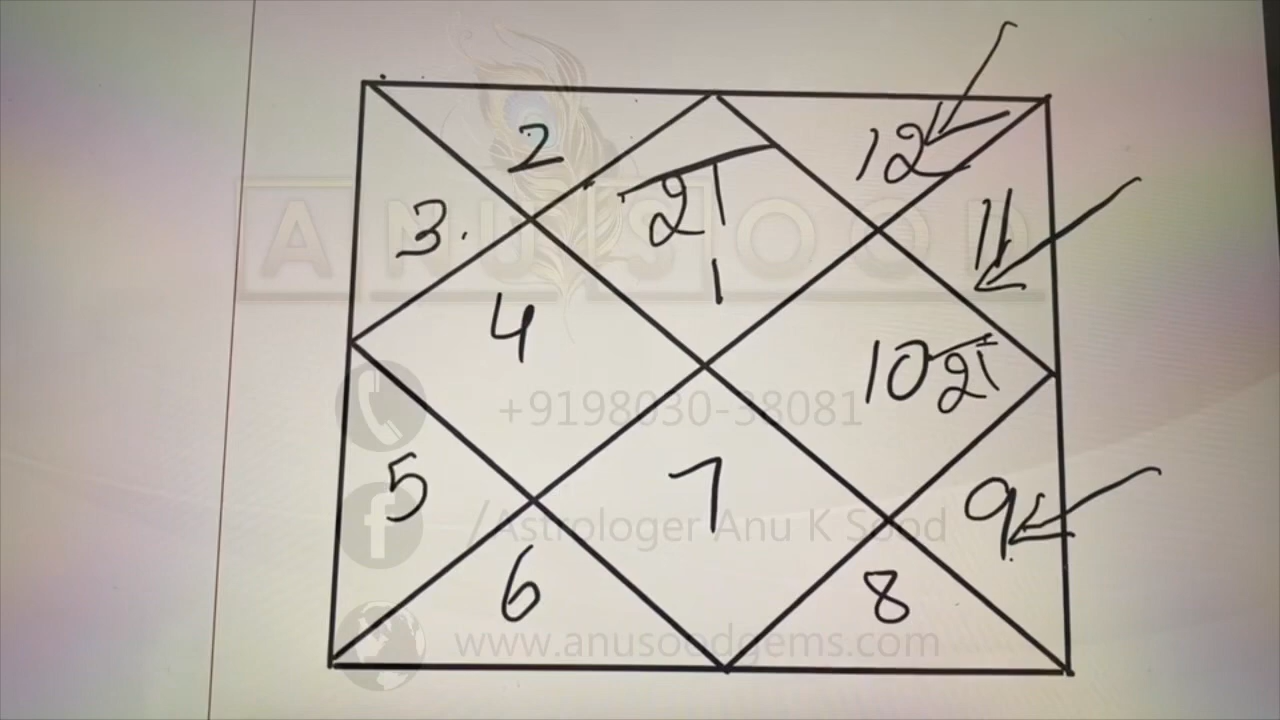 2
12
3.
श
11
1
4
10 श
5
7
9
6
8
ANU SOOD
+9198030-38081
/Astrologer Anu K Sood
www.anusoodgems.com